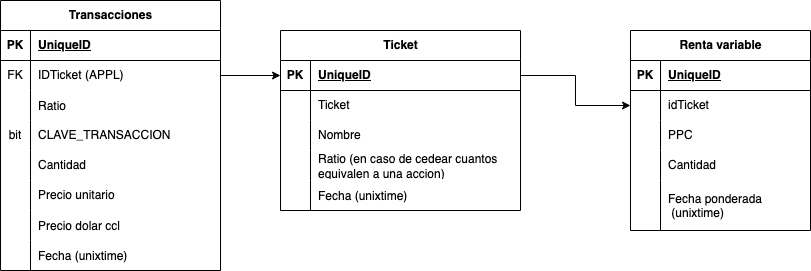 Transacciones
PK UniqueID
FK IDTicket (APPL)
Ratio
bit CLAVE_TRANSACCION
Cantidad
Precio unitario
Precio dolar ccl
Fecha (unixtime)
Ticket
PK UniqueID
Ticket
Nombre
Ratio (en caso de cedear cuantos
equivalen a una accion)
Fecha (unixtime)
Renta variable
PK UniqueID
idTicket
PPC
Cantidad
Fecha ponderada
(unixtime)